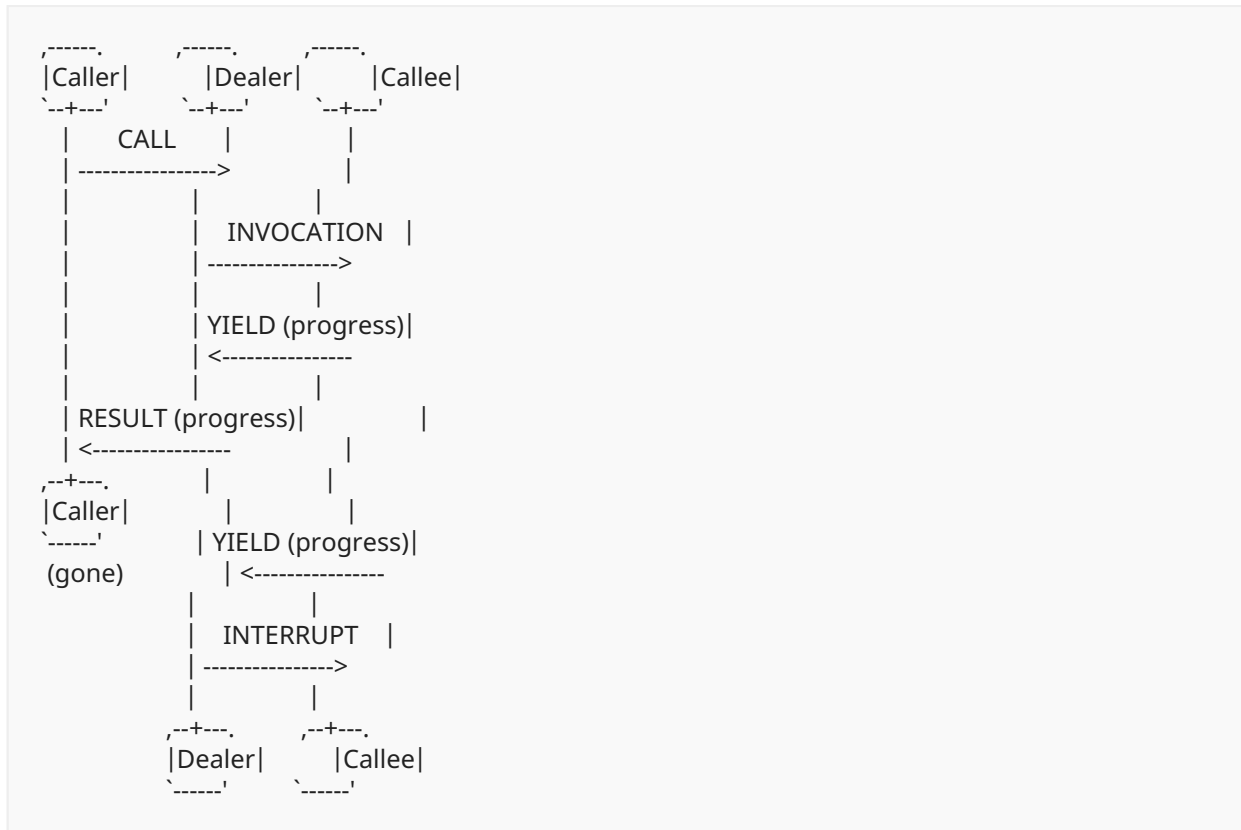 ,------.          ,------.          ,------.
|Caller|          |Dealer|          |Callee|
`--+---'          `--+---'          `--+---'
   |       CALL       |                  |
   | ----------------->                  |
   |                  |                  |
   |                  |    INVOCATION   |
   |                  | ---------------->
   |                  |                  |
   |                  | YIELD (progress)|
   |                  | <----------------
   |                  |                  |
   | RESULT (progress)|                  |
   | <-----------------                  |
,--+---.              |                  |
|Caller|              |                  |
`------'              | YIELD (progress)|
 (gone)               | <----------------
                      |                  |
                      |    INTERRUPT    |
                      | ---------------->
                      |                  |
                   ,--+---.          ,--+---.
                   |Dealer|          |Callee|
                   `------'          `------'